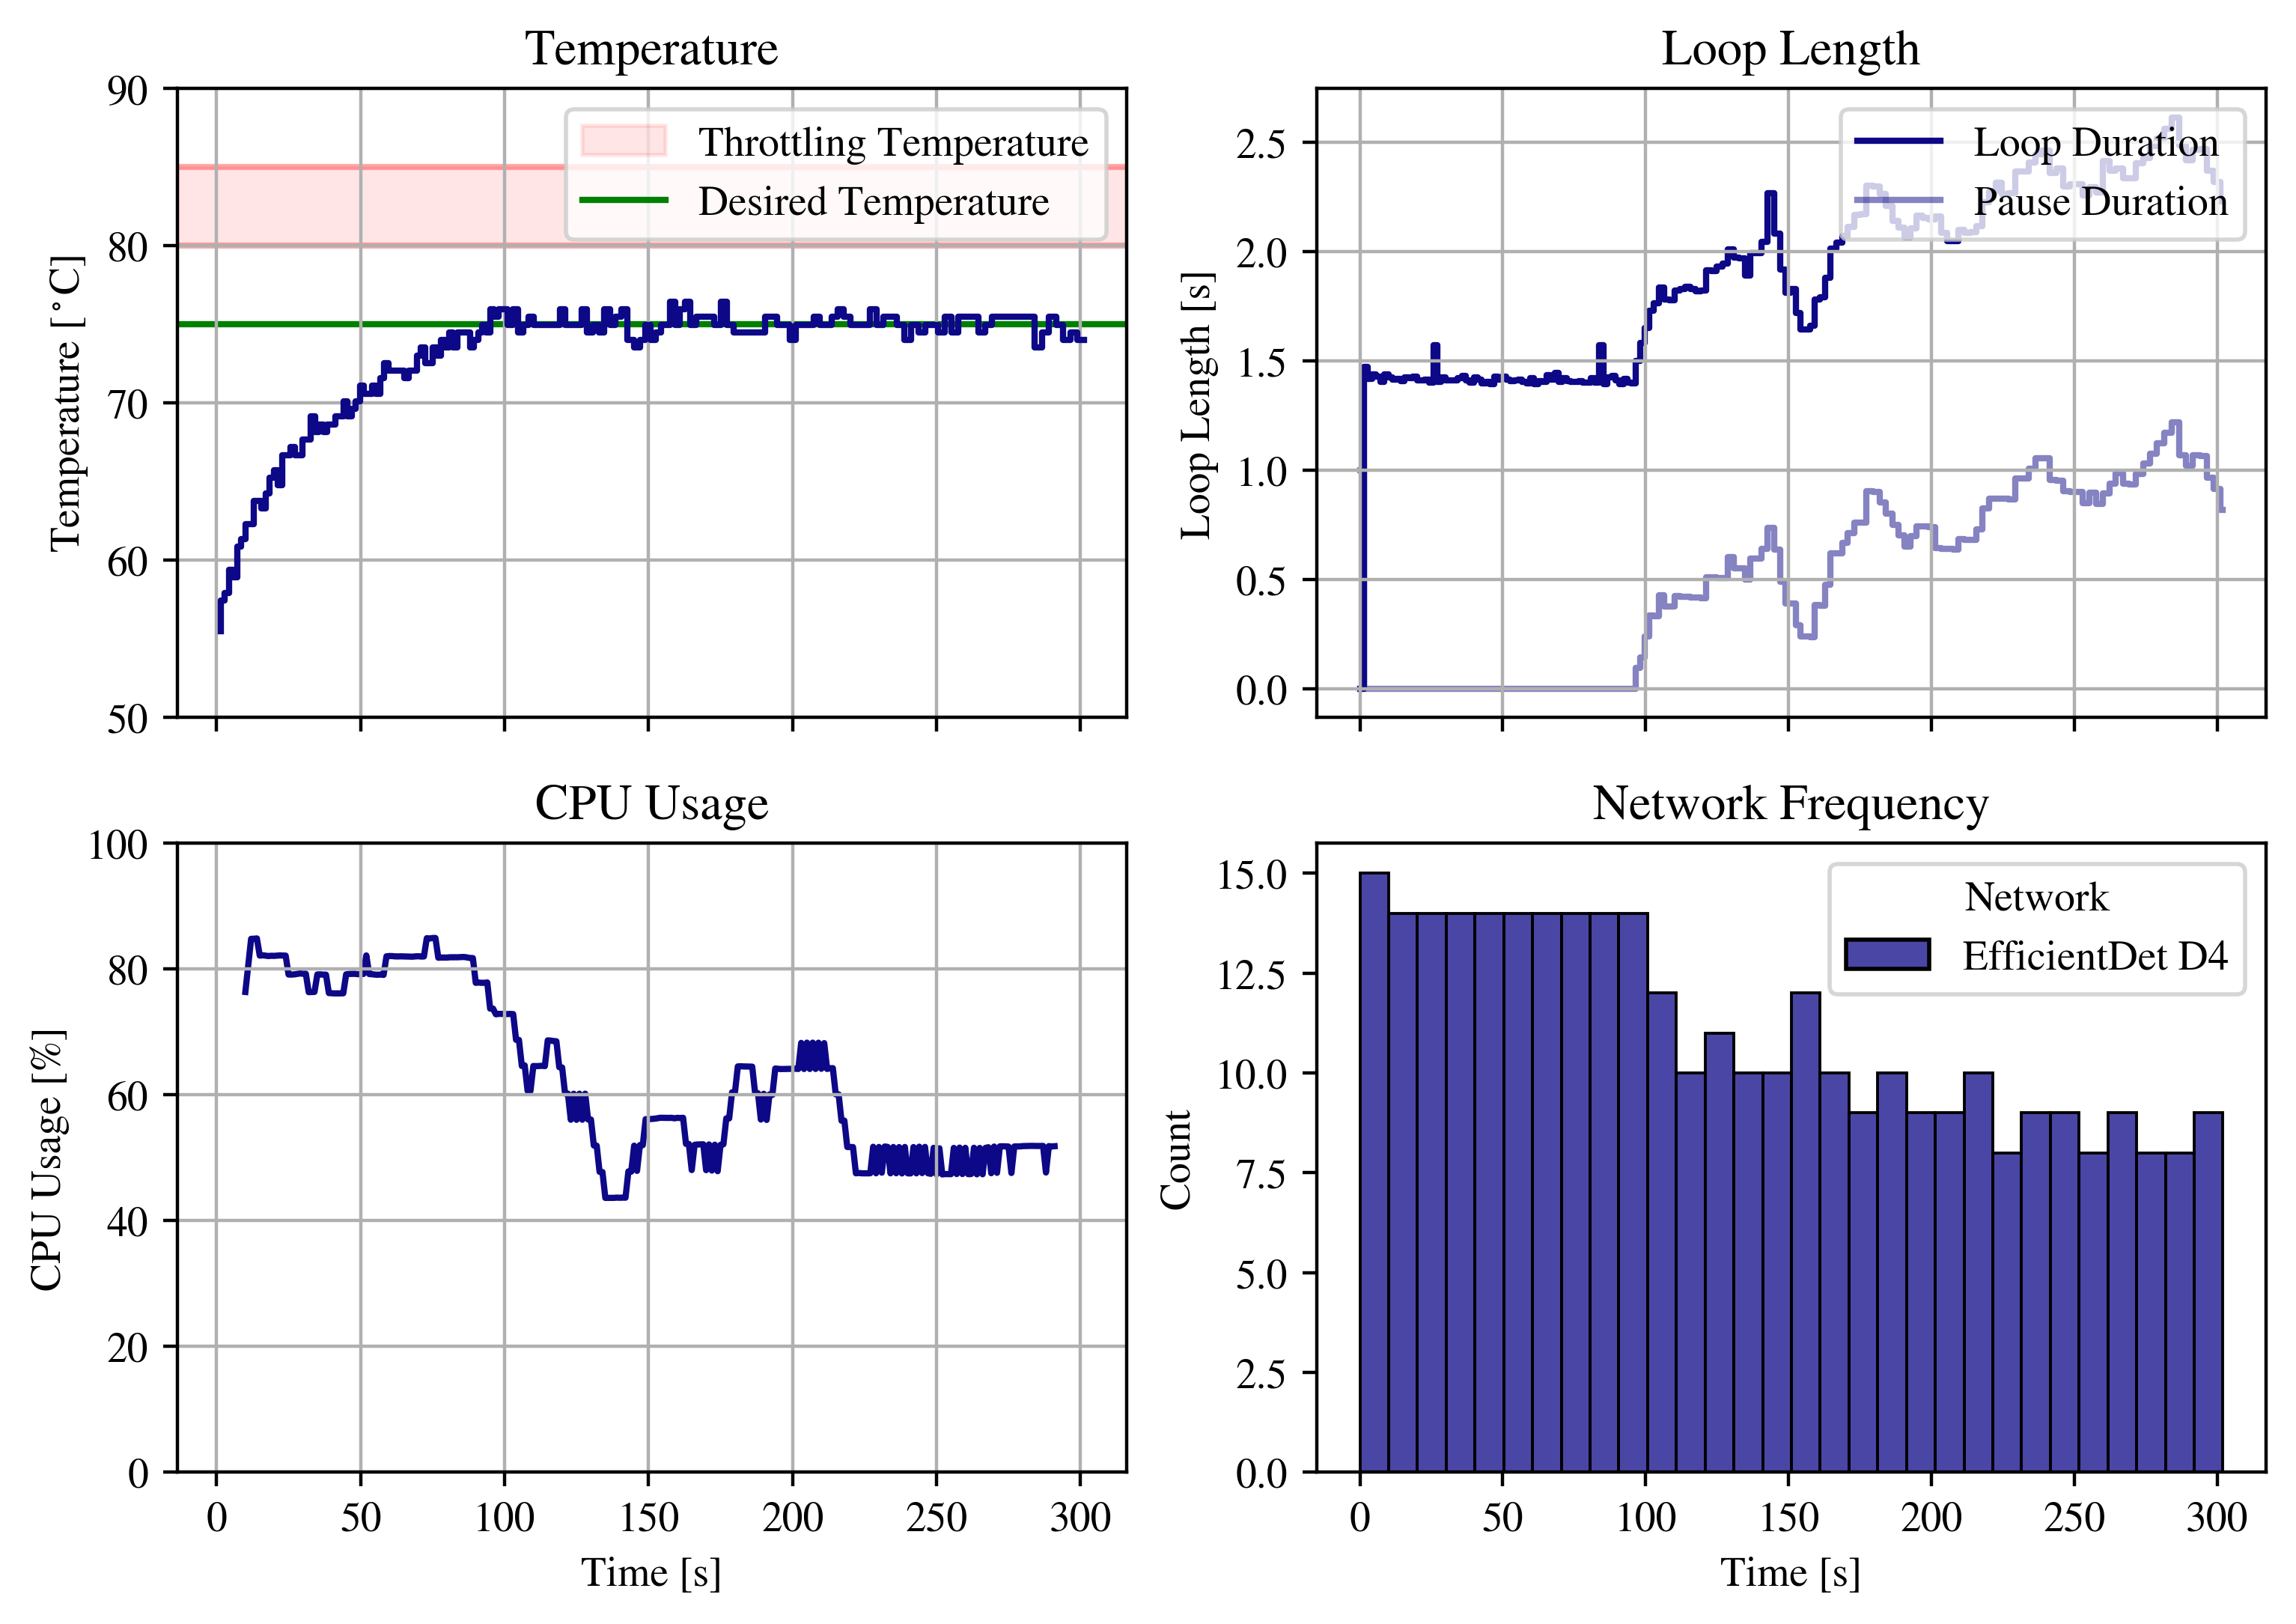 Temperature
90
80
70
60
50
Temperature [°C]
Throttling Temperature
Desired Temperature
Loop Length
2.5
2.0
1.5
1.0
0.5
0.0
Loop Length [s]
Loop Duration
Pause Duration
CPU Usage
100
80
60
40
20
0
CPU Usage [%]
0 50 100 150 200 250 300
Time [s]
Network Frequency
15.0
12.5
10.0
7.5
5.0
2.5
0.0
Count
Network
EfficientDet D4
0 50 100 150 200 250 300
Time [s]